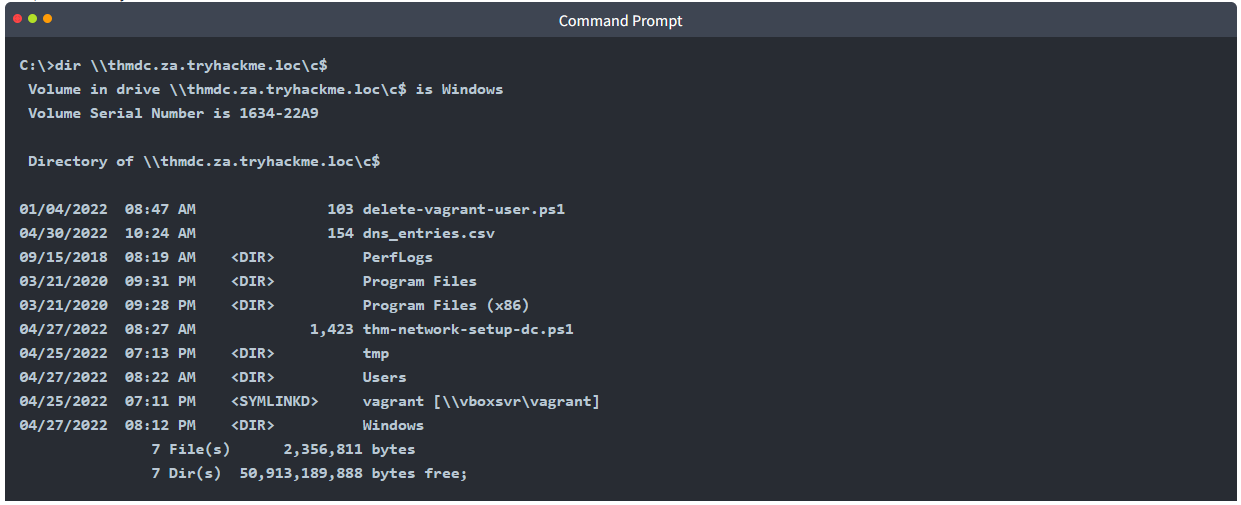 Command Prompt
C:\>dir \\thmdc.za.tryhackme.loc\c$
 Volume in drive \\thmdc.za.tryhackme.loc\c$ is Windows
 Volume Serial Number is 1634-22A9

 Directory of \\thmdc.za.tryhackme.loc\c$

01/04/2022  08:47 AM               103 delete-vagrant-user.ps1
04/30/2022  10:24 AM               154 dns_entries.csv
09/15/2018  08:19 AM    <DIR>          PerfLogs
03/21/2020  09:31 PM    <DIR>          Program Files
03/21/2020  09:28 PM    <DIR>          Program Files (x86)
04/27/2022  08:27 AM             1,423 thm-network-setup-dc.ps1
04/25/2022  07:13 PM    <DIR>          tmp
04/27/2022  08:22 AM    <DIR>          Users
04/25/2022  07:11 PM    <SYMLINKD>     vagrant [\\vboxsvr\vagrant]
04/27/2022  08:12 PM    <DIR>          Windows
               7 File(s)      2,356,811 bytes
               7 Dir(s)  50,913,189,888 bytes free;